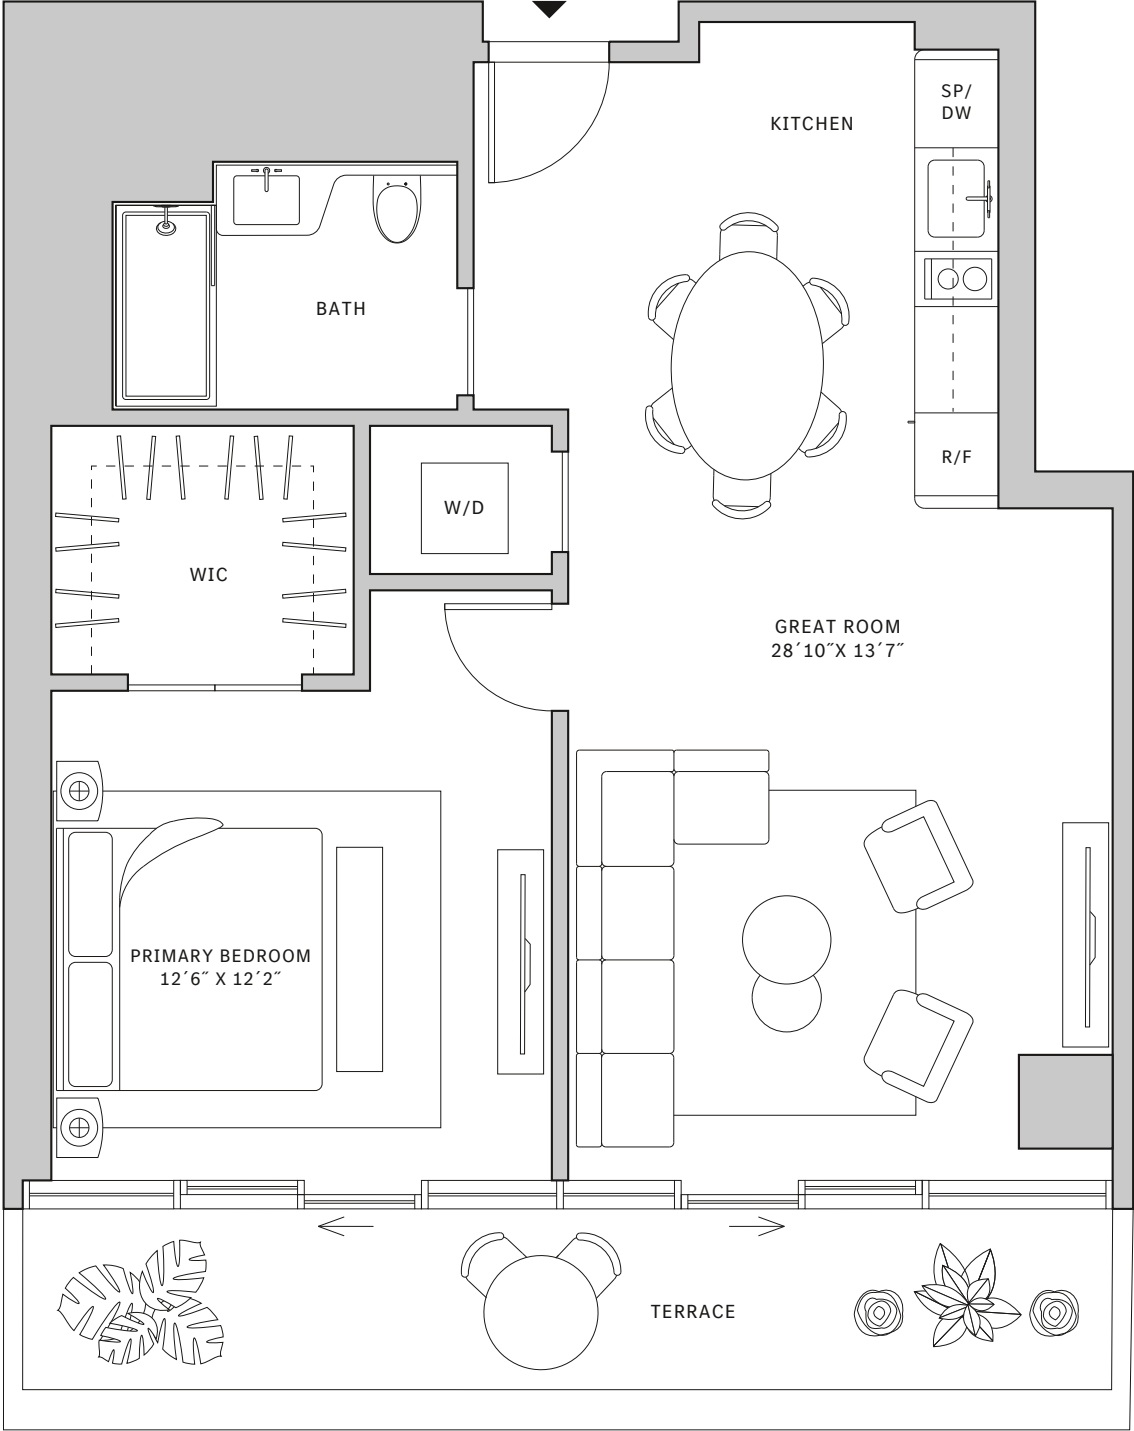 SP/
DW
KITCHEN
BATH
R/F
W/D
WIC
GREAT ROOM
28´10˝X 13´7˝
PRIMARY BEDROOM
12´6˝ X 12´2˝
TERRACE